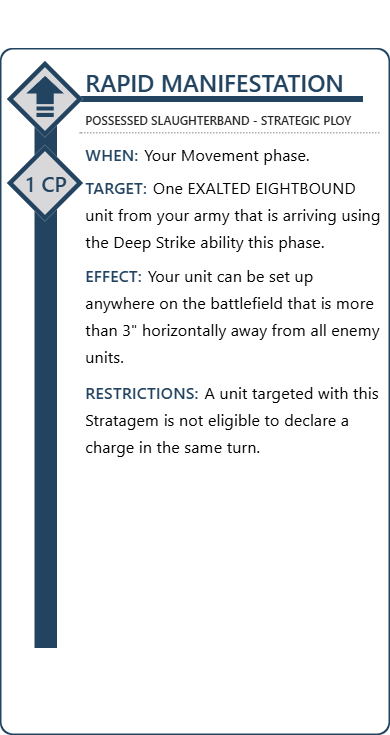 RAPID MANIFESTATION
POSSESSED SLAUGHTERBAND - STRATEGIC PLOY
1 CP
WHEN: Your Movement phase.
TARGET: One EXALTED EIGHTBOUND
unit from your army that is arriving using
the Deep Strike ability this phase.
EFFECT: Your unit can be set up
anywhere on the battlefield that is more
than 3" horizontally away from all enemy
units.
RESTRICTIONS: A unit targeted with this
Stratagem is not eligible to declare a
charge in the same turn.